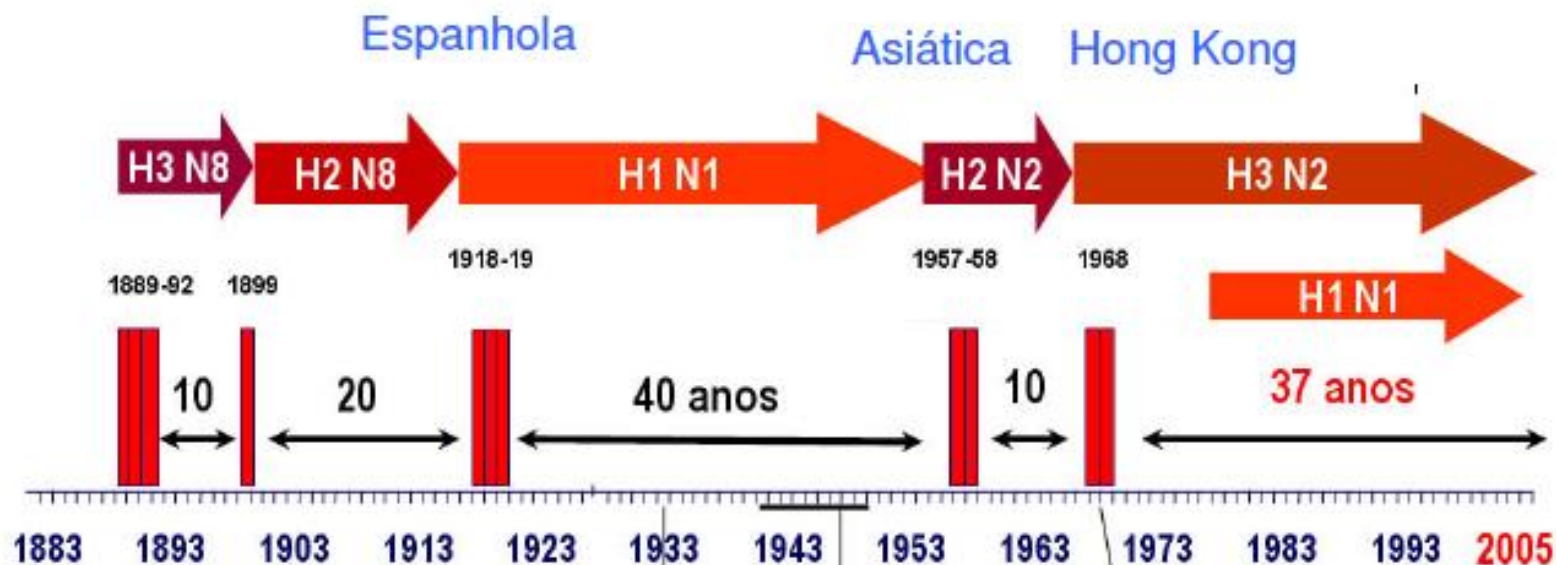 Espanhola
Asiática Hong Kong
H3 N8 H2 N8 H1 N1 H2 N2 H3 N2
1918-19 1957-58 1968
1889-92 1899
H1 N1
10 20 40 anos 10 37 anos
1883 1893 1903 1913 1923 1933 1943 1953 1963 1973 1983 1993 2005